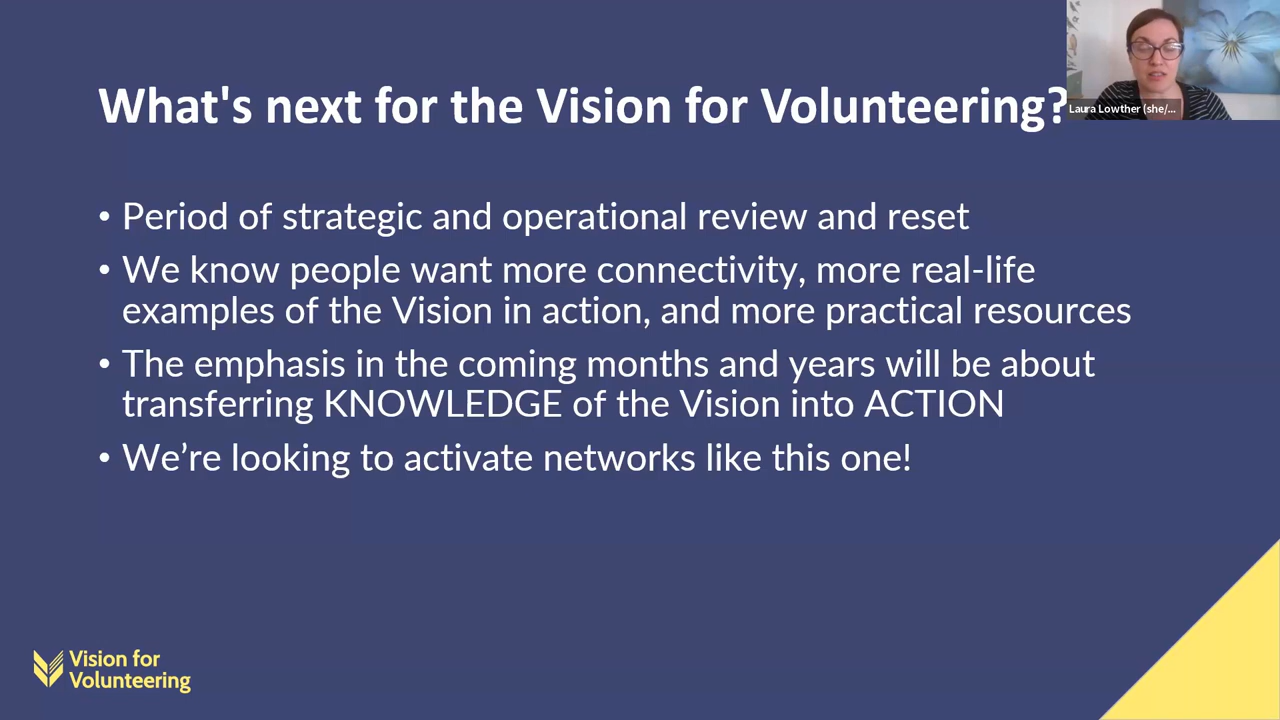 What's next for the Vision for Volunteering?
Laura Lowther (she/...
• Period of strategic and operational review and reset
• We know people want more connectivity, more real-life
examples of the Vision in action, and more practical resources
• The emphasis in the coming months and years will be about
transferring KNOWLEDGE of the Vision into ACTION
• We’re looking to activate networks like this one!
Vision for
Volunteering